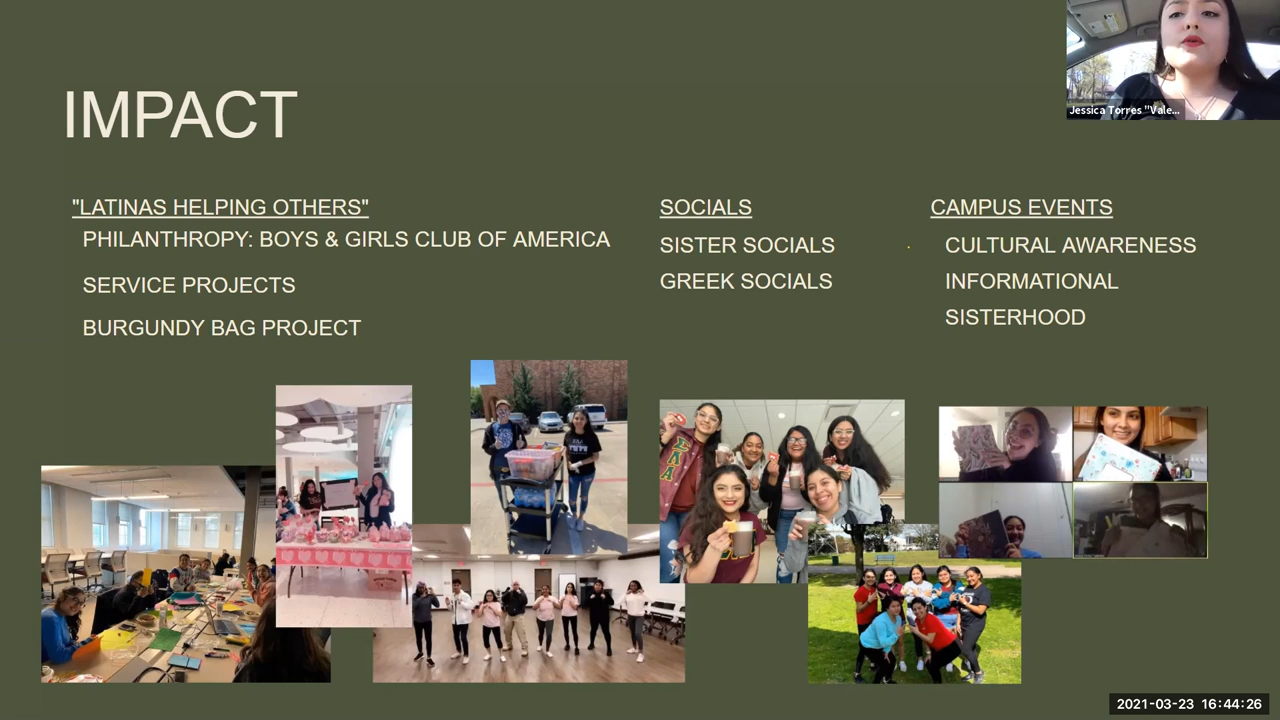 IMPACT
Jessica Torres "Vale...
"LATINAS HELPING OTHERS"
PHILANTHROPY: BOYS & GIRLS CLUB OF AMERICA
SERVICE PROJECTS
BURGUNDY BAG PROJECT
SOCIALS
SISTER SOCIALS
GREEK SOCIALS
CAMPUS EVENTS
CULTURAL AWARENESS
INFORMATIONAL
SISTERHOOD
2021-03-23 16:44:26